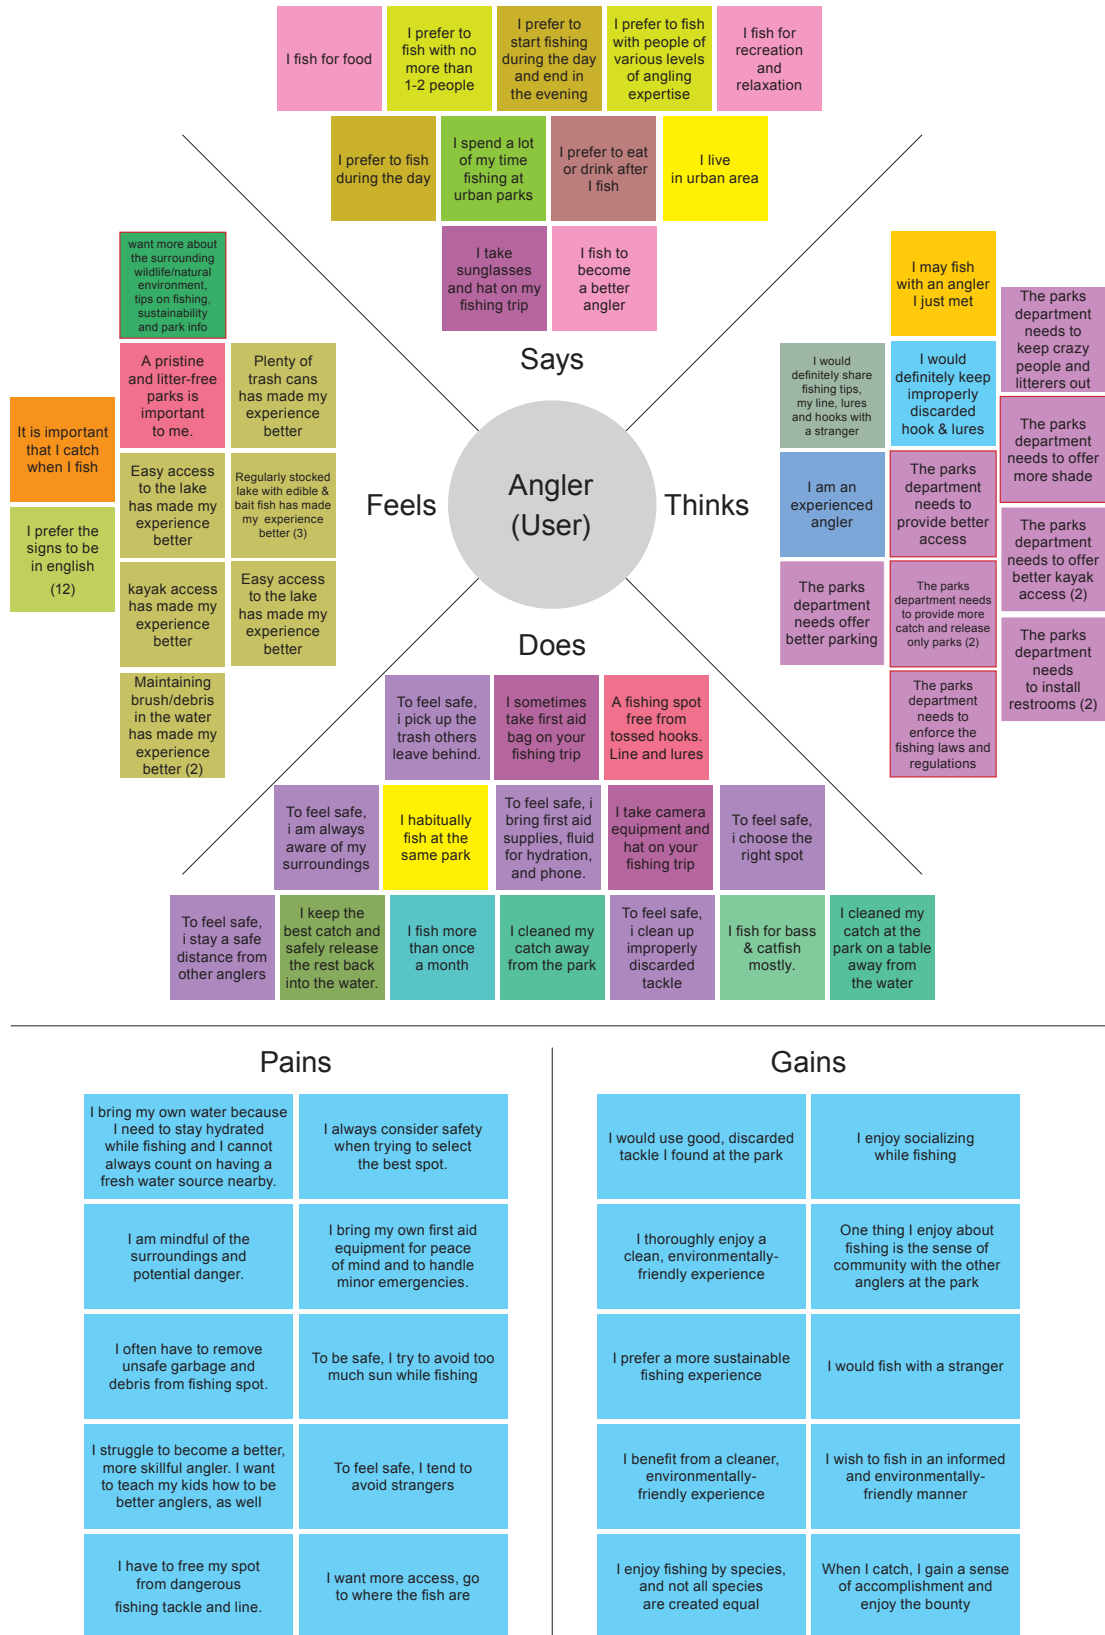 I fish for food
I prefer to
fish with no
more than
1-2 people
I prefer to
start fishing
during the day
and end in
the evening
I prefer to fish
with people of
various levels
of angling
expertise
I fish for
recreation
and
relaxation
I prefer to fish
during the day
I spend a lot
of my time
fishing at
urban parks
I prefer to eat
or drink after
I fish
I live
in urban area
I take
sunglasses
and hat on my
fishing trip
I fish to
become
a better
angler
Says
want more about
the surrounding
wildlife/natural
environment,
tips on fishing,
sustainability
and park info
A pristine
and litter-free
parks is
important
to me.
Plenty of
trash cans
has made my
experience
better
It is important
that I catch
when I fish
Easy access
to the lake
has made my
experience
better
Regularly stocked
lake with edible &
bait fish has made
my experience
better (3)
I prefer the
signs to be
in english
(12)
kayak access
has made my
experience
better
Easy access
to the lake
has made my
experience
better
Maintaining
brush/debris
in the water
has made my
experience
better (2)
Feels
Angler
(User)
Thinks
I may fish
with an angler
I just met
The parks
department
needs to
keep crazy
people and
litterers out
I would
definitely share
fishing tips,
my line, lures
and hooks with
a stranger
I would
definitely keep
improperly
discarded
hook & lures
The parks
department
needs to offer
more shade
I am an
experienced
angler
The parks
department
needs to
provide better
access
The parks
department
needs to offer
better kayak
access (2)
The parks
department
needs offer
better parking
The parks
department needs
to provide more
catch and release
only parks (2)
The parks
department
needs
to install
restrooms (2)
The parks
department
needs to
enforce the
fishing laws and
regulations
Does
To feel safe,
i pick up the
trash others
leave behind.
I sometimes
take first aid
bag on your
fishing trip
A fishing spot
free from
tossed hooks.
Line and lures
To feel safe,
i am always
aware of my
surroundings
I habitually
fish at the
same park
To feel safe, i
bring first aid
supplies, fluid
for hydration,
and phone.
I take camera
equipment and
hat on your
fishing trip
To feel safe,
i choose the
right spot
To feel safe,
i stay a safe
distance from
other anglers
I keep the
best catch and
safely release
the rest back
into the water.
I fish more
than once
a month
I cleaned my
catch away
from the park
To feel safe,
i clean up
improperly
discarded
tackle
I fish for bass
& catfish
mostly.
I cleaned my
catch at the
park on a table
away from
the water
Pains
I bring my own water because
I need to stay hydrated
while fishing and I cannot
always count on having a
fresh water source nearby.
I always consider safety
when trying to select
the best spot.
I am mindful of the
surroundings and
potential danger.
I bring my own first aid
equipment for peace
of mind and to handle
minor emergencies.
I often have to remove
unsafe garbage and
debris from fishing spot.
To be safe, I try to avoid too
much sun while fishing
I struggle to become a better,
more skillful angler. I want
to teach my kids how to be
better anglers, as well
To feel safe, I tend to
avoid strangers
I have to free my spot
from dangerous
fishing tackle and line.
I want more access, go
to where the fish are
Gains
I would use good, discarded
tackle I found at the park
I enjoy socializing
while fishing
I thoroughly enjoy a
clean, environmentally-
friendly experience
One thing I enjoy about
fishing is the sense of
community with the other
anglers at the park
I prefer a more sustainable
fishing experience
I would fish with a stranger
I benefit from a cleaner,
environmentally-
friendly experience
I wish to fish in an informed
and environmentally-
friendly manner
I enjoy fishing by species,
and not all species
are created equal
When I catch, I gain a sense
of accomplishment and
enjoy the bounty